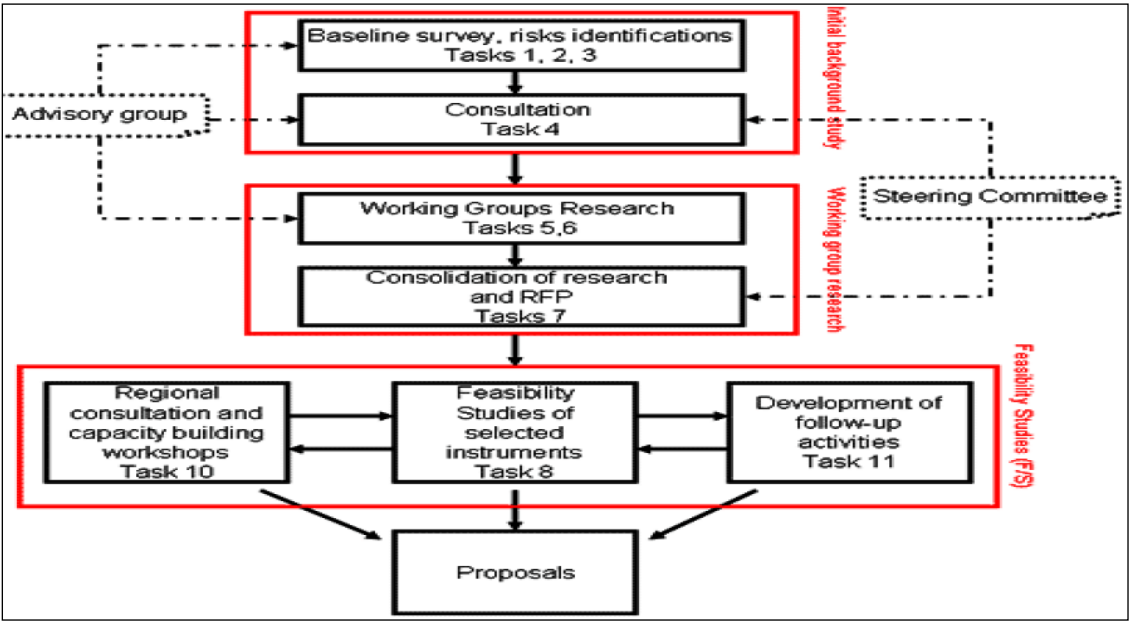 Baseline survey, risks identifications
Tasks 1, 2, 3
Initial background study
Advisory group
Consultation
Task 4
Steering Committee
Working Groups Research
Tasks 5,6
Working group research
Consolidation of research
and RFP
Tasks 7
Feasibility Studies (F/S)
Regional
consultation and
capacity building
workshops
Task 10
Feasibility
Studies of
selected
instruments
Task 8
Development of
follow-up
activities
Task 11
Proposals